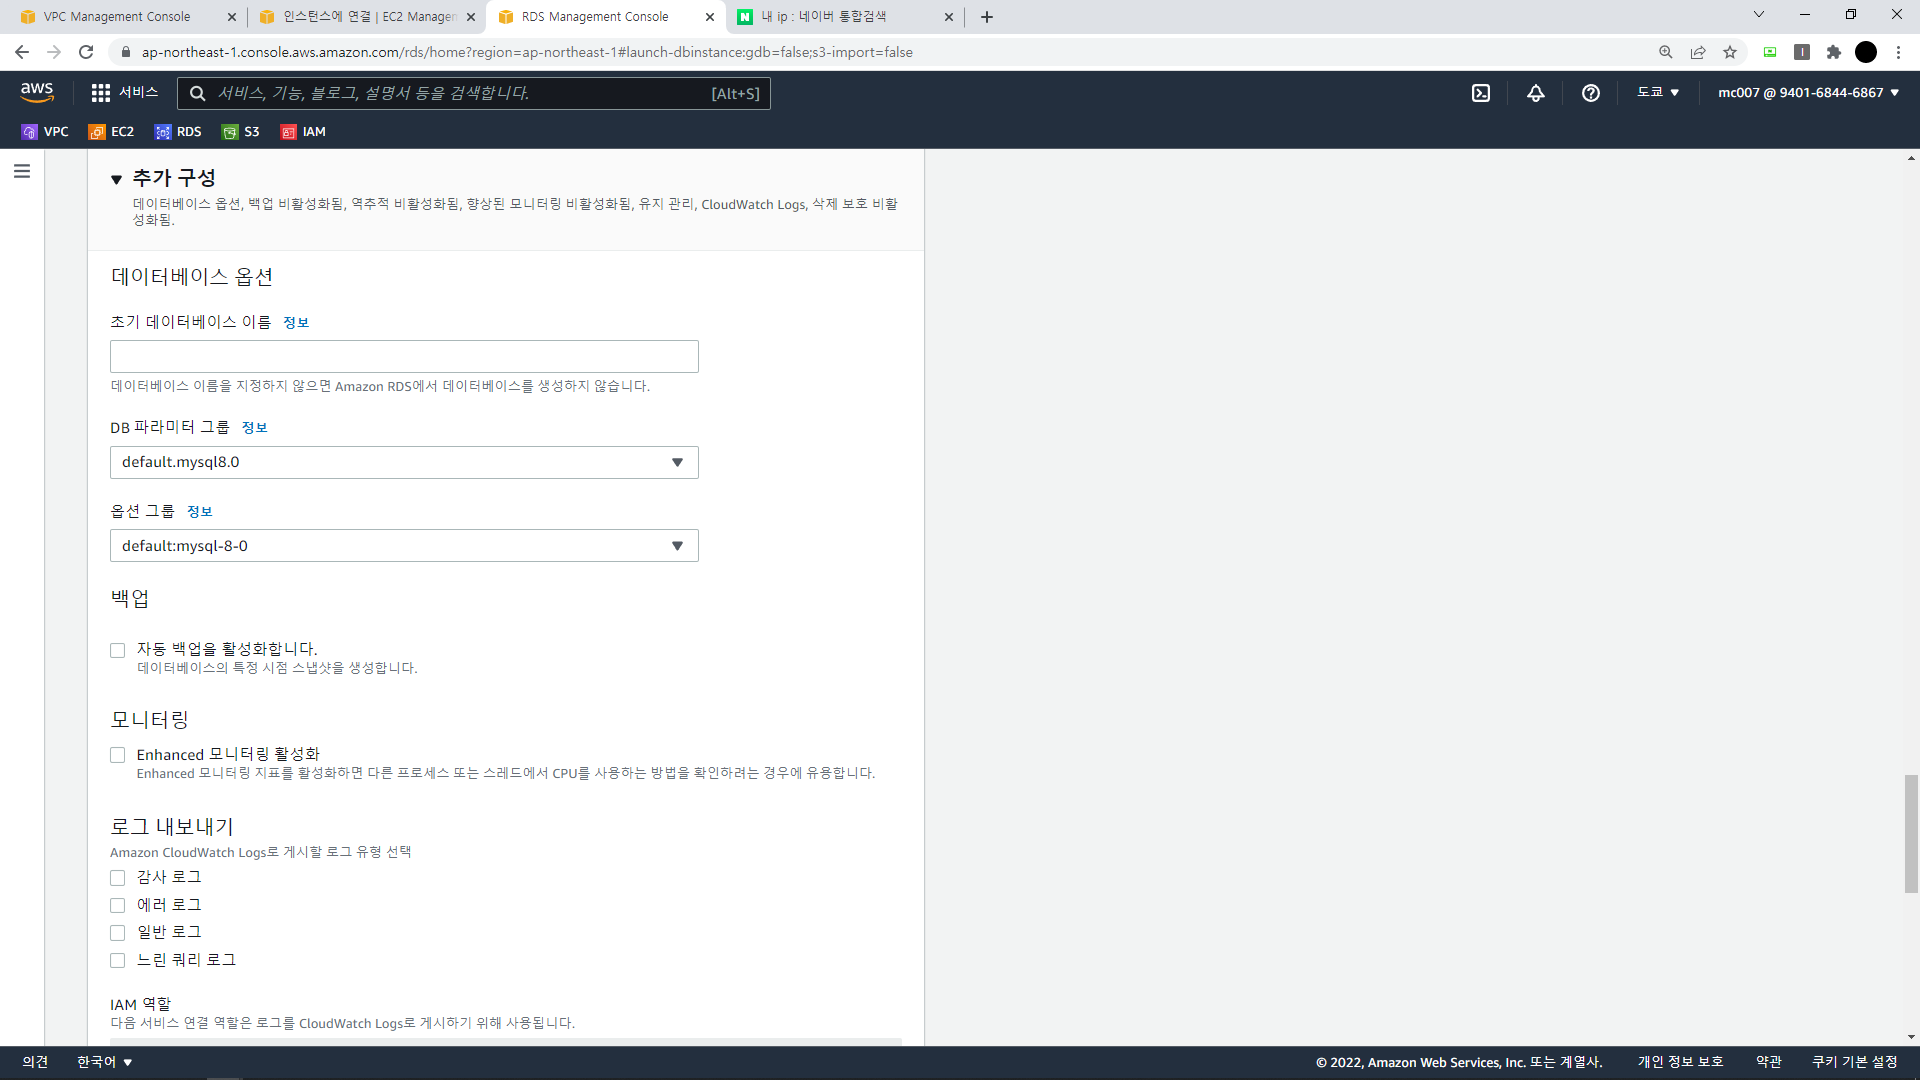 VPC Management Console
인스턴스에 연결 | EC2 Managem
RDS Management Console
내 ip : 네이버 통합검색
ap-northeast-1.console.aws.amazon.com/rds/home?region=ap-northeast-1#launch-dbinstance:gdb=false;s3-import=false
aws
서비스
서비스, 기능, 블로그, 설명서 등을 검색합니다.
[Alt+S]
도쿄
mc007 @ 9401-6844-6867
VPC
EC2
RDS
S3
IAM
추가 구성
데이터베이스 옵션, 백업 비활성화됨, 역추적 비활성화됨, 향상된 모니터링 비활성화됨, 유지 관리, CloudWatch Logs, 삭제 보호 비활
성화됨.
데이터베이스 옵션
초기 데이터베이스 이름 정보
데이터베이스 이름을 지정하지 않으면 Amazon RDS에서 데이터베이스를 생성하지 않습니다.
DB 파라미터 그룹 정보
default.mysql8.0
옵션 그룹 정보
default:mysql-8-0
백업
자동 백업을 활성화합니다.
데이터베이스의 특정 시점 스냅샷을 생성합니다.
모니터링
Enhanced 모니터링 활성화
Enhanced 모니터링 지표를 활성화하면 다른 프로세스 또는 스레드에서 CPU를 사용하는 방법을 확인하려는 경우에 유용합니다.
로그 내보내기
Amazon CloudWatch Logs로 게시할 로그 유형 선택
감사 로그
에러 로그
일반 로그
느린 쿼리 로그
IAM 역할
다음 서비스 연결 역할은 로그를 CloudWatch Logs로 게시하기 위해 사용됩니다.
의견
한국어
© 2022, Amazon Web Services, Inc. 또는 계열사.
개인 정보 보호
약관
쿠키 기본 설정